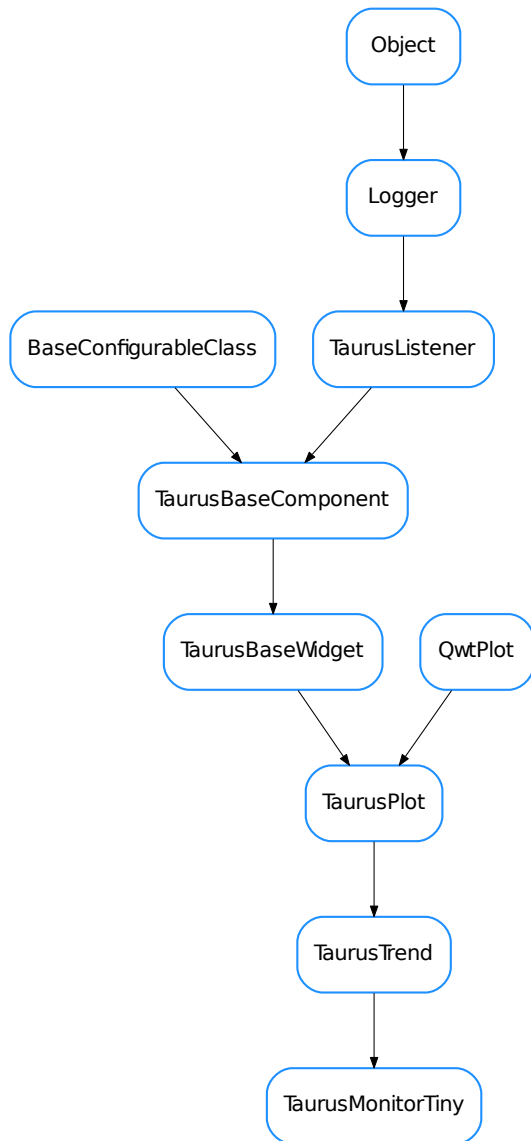 Object
Logger
BaseConfigurableClass
TaurusListener
TaurusBaseComponent
TaurusBaseWidget
QwtPlot
TaurusPlot
TaurusTrend
TaurusMonitorTiny